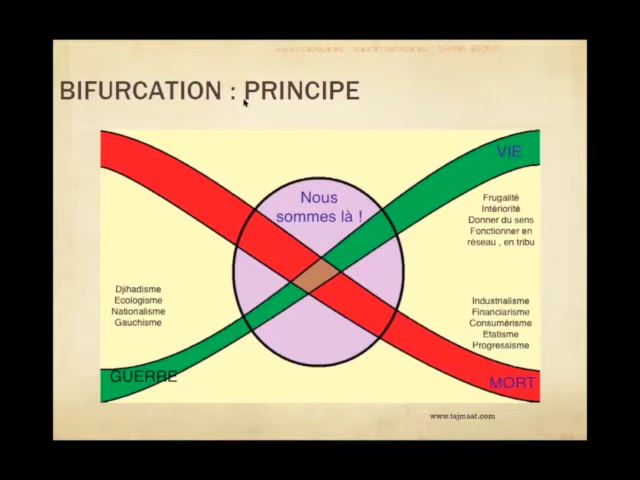 BIFURCATION : PRINCIPE
VIE
Nous
sommes là !
Frugalité
Intériorité
Donner du sens
Fonctionner en
réseau , en tribu
Djihadisme
Ecologisme
Nationalisme
Gauchisme
Industrialisme
Financiarisme
Consumérisme
Etatisme
Progressisme
GUERRE
MORT
www.tajmaat.com